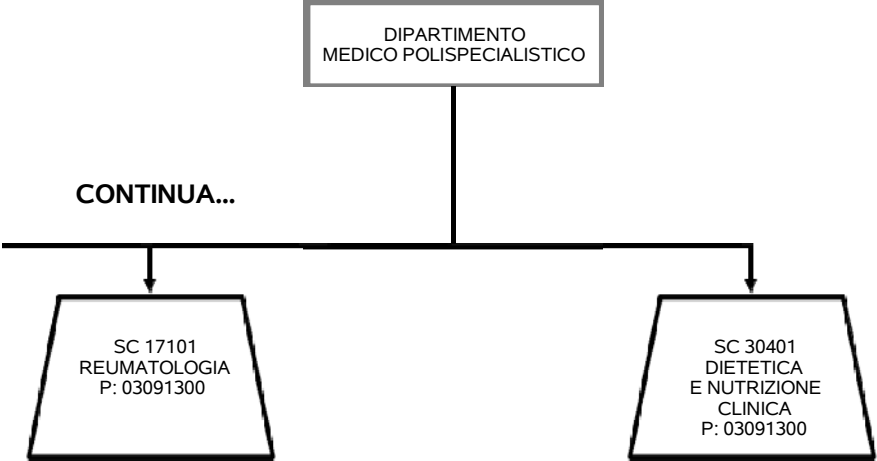 DIPARTIMENTO
MEDICO POLISPECIALISTICO
CONTINUA...
SC 17101
REUMATOLOGIA
P: 03091300
SC 30401
DIETETICA
E NUTRIZIONE
CLINICA
P: 03091300